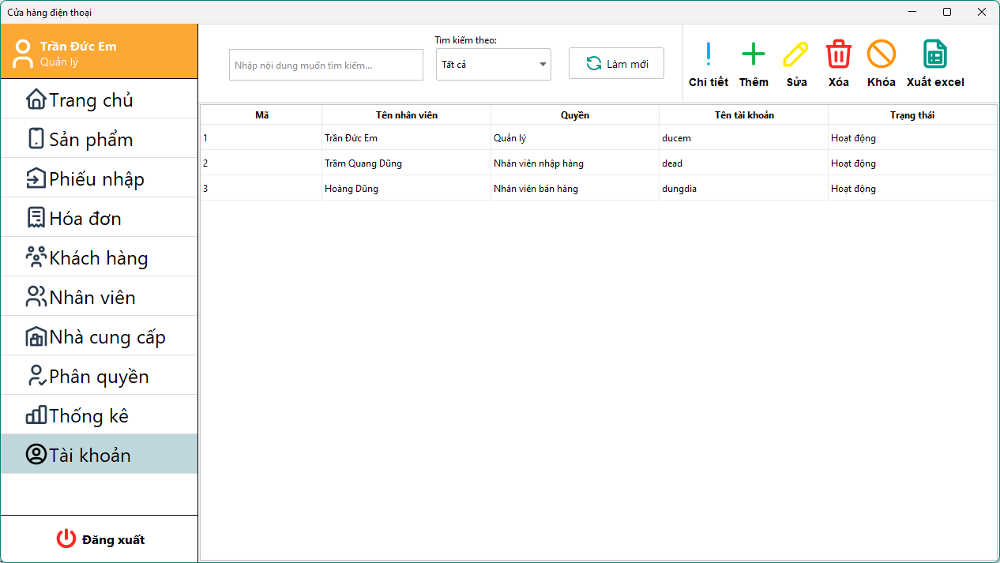 Cửa hàng điện thoại
Trần Đức Em
Quản lý
Trang chủ
Sản phẩm
Phiếu nhập
Hóa đơn
Khách hàng
Nhân viên
Nhà cung cấp
Phân quyền
Thống kê
Tài khoản
Đăng xuất
Nhập nội dung muốn tìm kiếm...
Tìm kiếm theo:
Tất cả
Làm mới
Chi tiết Thêm Sửa Xóa Khóa Xuất excel
Mã Tên nhân viên Quyền Tên tài khoản Trạng thái
1 Trần Đức Em Quản lý ducem Hoạt động
2 Trầm Quang Dũng Nhân viên nhập hàng dead Hoạt động
3 Hoàng Dũng Nhân viên bán hàng dungdia Hoạt động